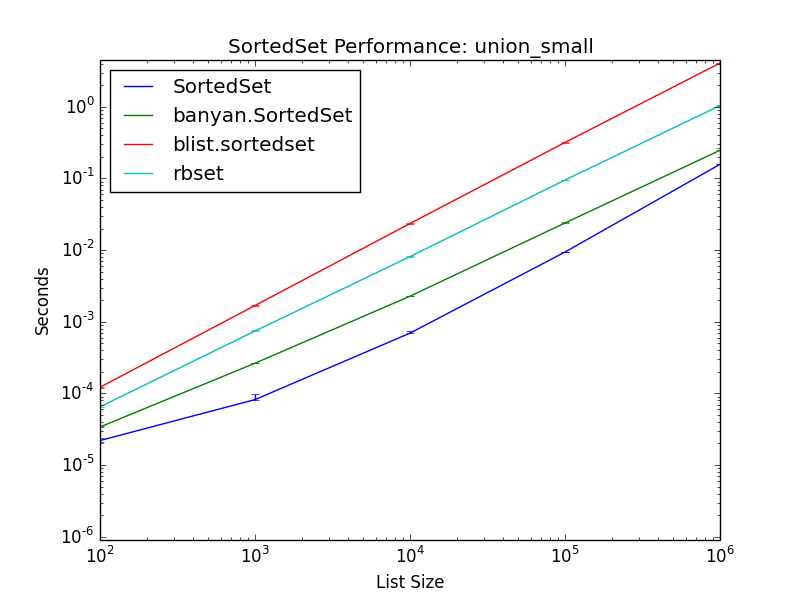 SortedSet Performance: union_small
SortedSet
banyan.SortedSet
blist.sortedset
rbset
10^0
10^-1
10^-2
10^-3
10^-4
10^-5
10^-6
Seconds
10^2 10^3 10^4 10^5 10^6
List Size